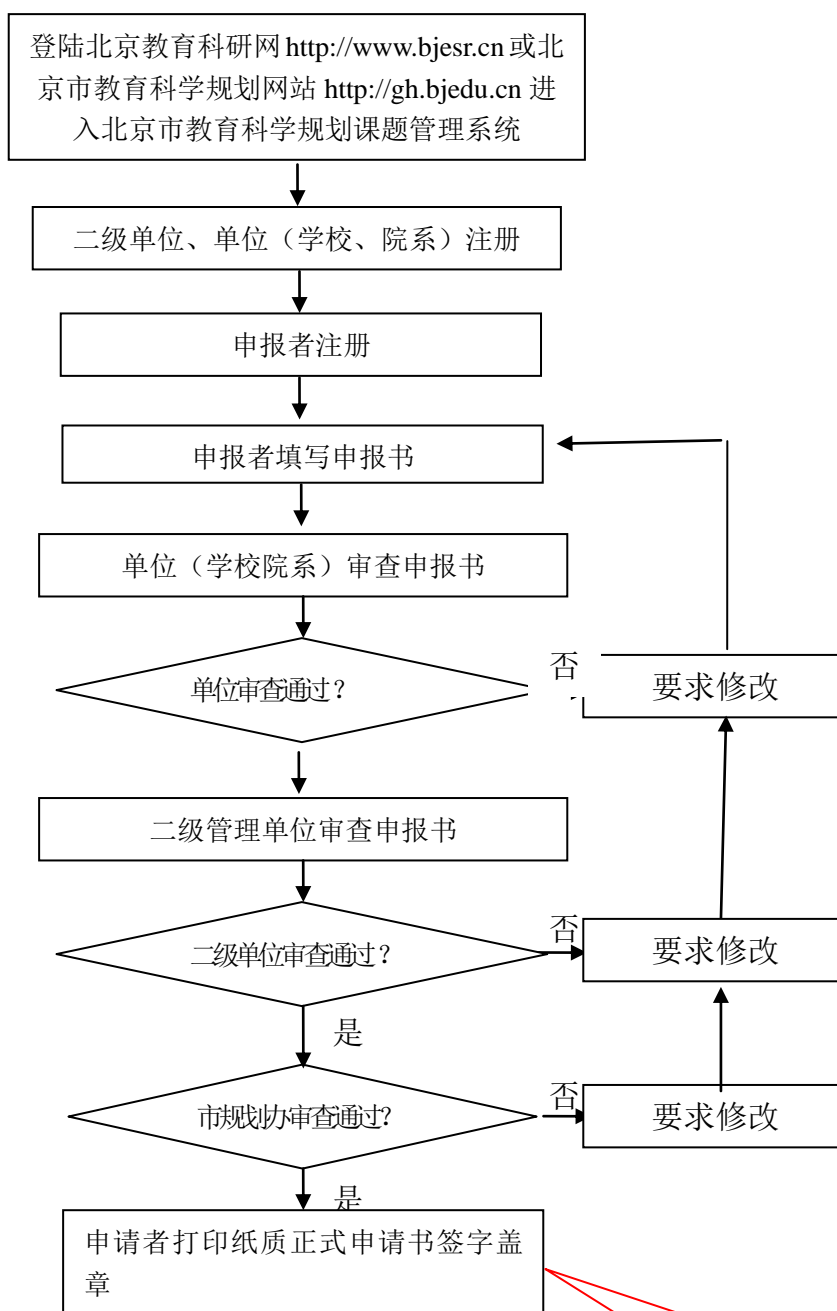 登陆北京教育科研网 http://www.bjesr.cn 或北
京市教育科学规划网站 http://gh.bjedu.cn 进
入北京市教育科学规划课题管理系统
二级单位、单位（学校、院系）注册
申报者注册
申报者填写申报书
单位（学校院系）审查申报书
单位审查通过？
否
要求修改
二级管理单位审查申报书
二级单位审查通过？
否
要求修改
是
市规划办审查通过？
否
要求修改
是
申请者打印纸质正式申请书签字盖
章